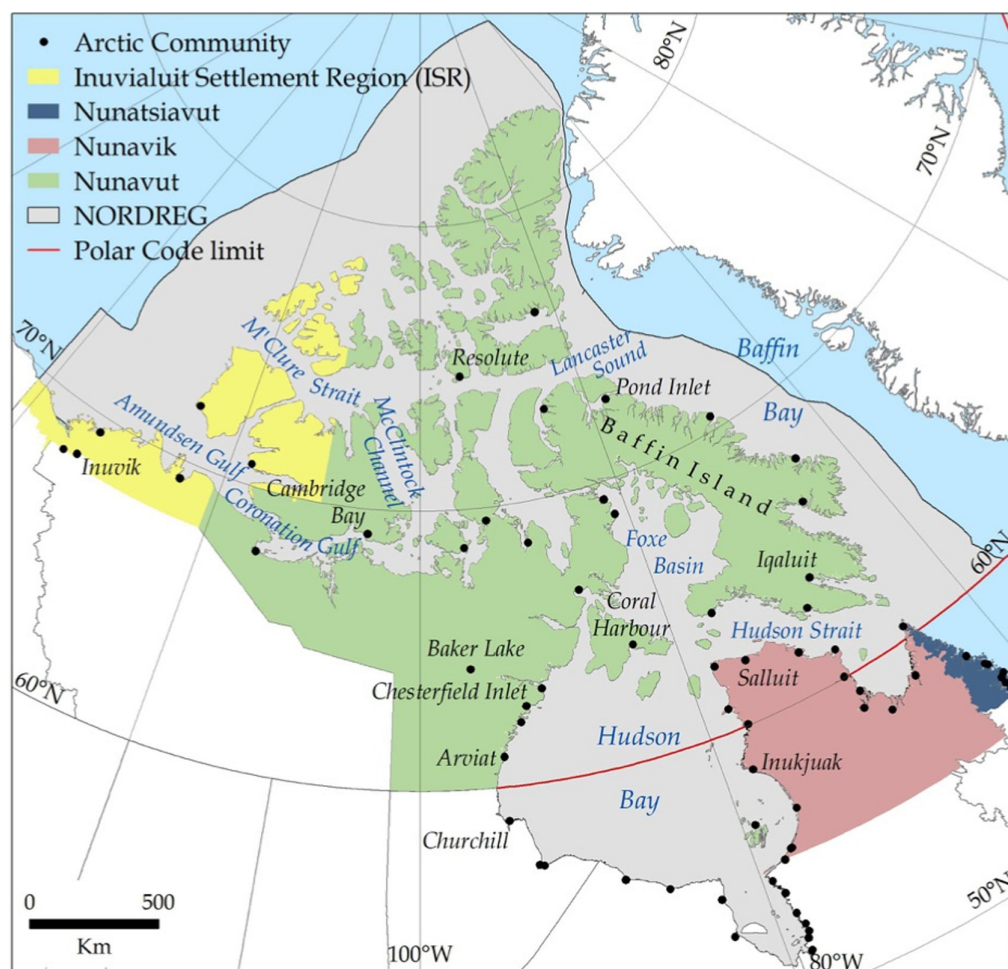 Arctic Community
Inuvialuit Settlement Region (ISR)
Nunatsiavut
Nunavik
Nunavut
NORDREG
Polar Code limit
80°N
70°N
70°N
M'Clure Strait
Resolute
Lancaster
Sound
Baffin
Bay
Pond Inlet
Amundsen Gulf
McClintock
Channel
Baffin Island
Inuvik
Cambridge
Bay
Coronation Gulf
Foxe
Basin
Iqaluit
60°N
Coral
Harbour
Hudson Strait
Baker Lake
Salluit
60°N
Chesterfield Inlet
Hudson
Bay
Arviat
Inukjuak
Churchill
50°N
0 500
Km
100°W
80°W